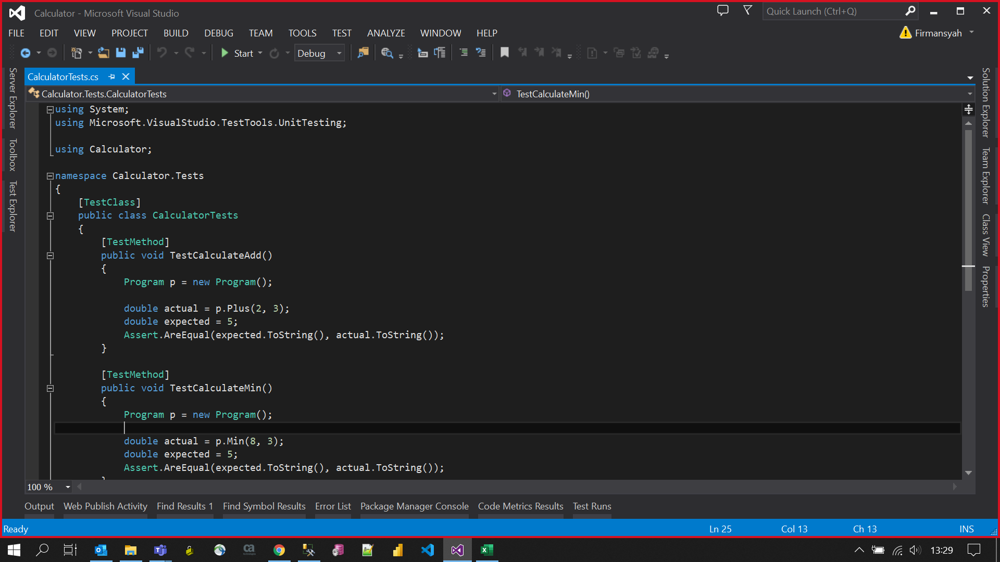 Calculator - Microsoft Visual Studio
Quick Launch (Ctrl+Q)
FILE EDIT VIEW PROJECT BUILD DEBUG TEAM TOOLS TEST ANALYZE WINDOW HELP
Firmansyah
Start Debug
Server Explorer
Toolbox
Test Explorer
CalculatorTests.cs
Calculator.Tests.CalculatorTests
TestCalculateMin()
using System;
using Microsoft.VisualStudio.TestTools.UnitTesting;
using Calculator;
namespace Calculator.Tests
{
[TestClass]
public class CalculatorTests
{
[TestMethod]
public void TestCalculateAdd()
{
Program p = new Program();
double actual = p.Plus(2, 3);
double expected = 5;
Assert.AreEqual(expected.ToString(), actual.ToString());
}
[TestMethod]
public void TestCalculateMin()
{
Program p = new Program();
double actual = p.Min(8, 3);
double expected = 5;
Assert.AreEqual(expected.ToString(), actual.ToString());
}
Solution Explorer
Team Explorer
Class View
Properties
100 %
Output Web Publish Activity Find Results 1 Find Symbol Results Error List Package Manager Console Code Metrics Results Test Runs
Ready Ln 25 Col 13 Ch 13 INS
ca
13:29